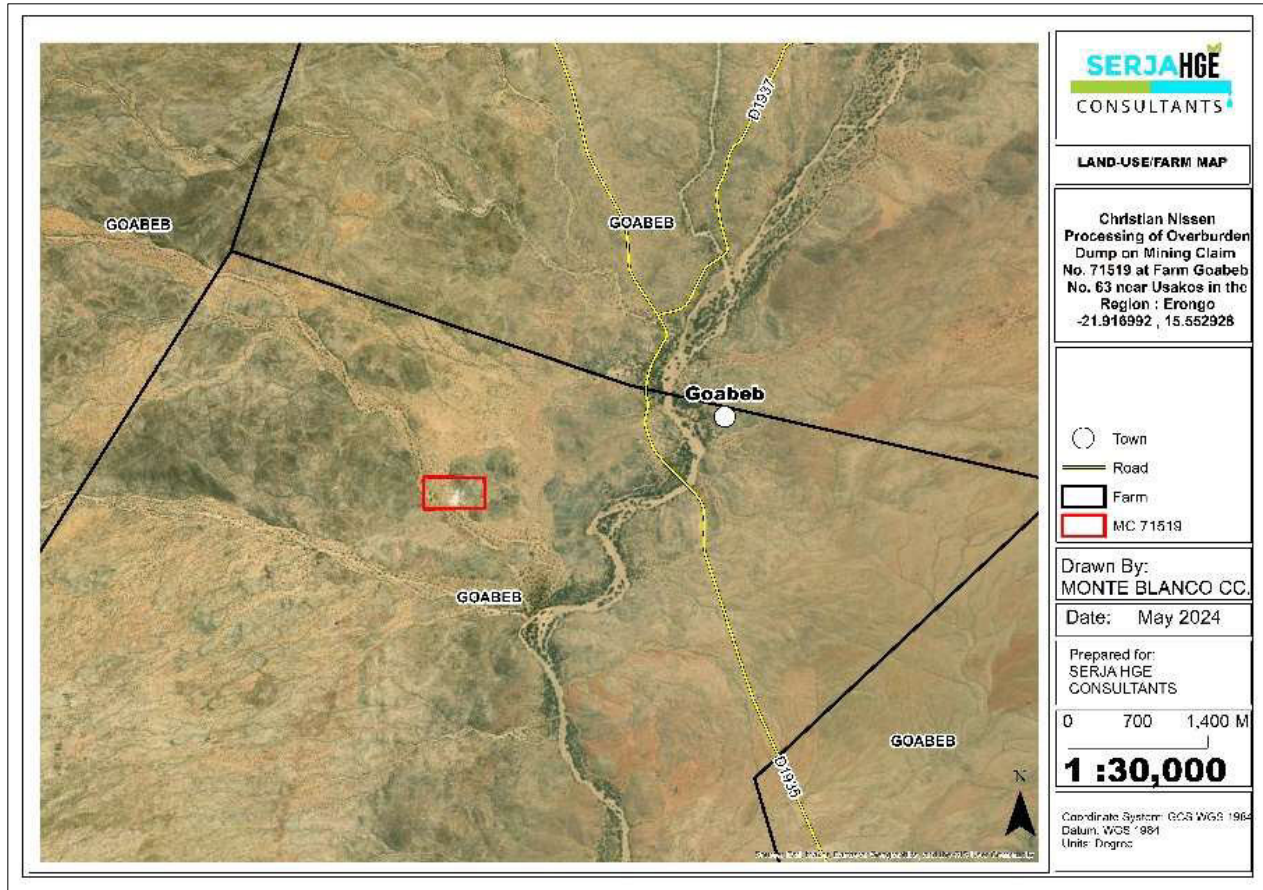 D1937
GOABEB
GOABEB
Goabeb
GOABEB
GOABEB
D1935
N
SERJA HGE
CONSULTANTS
LAND-USE/FARM MAP
Christian Nissen
Processing of Overburden
Dump on Mining Claim
No. 71519 at Farm Goabeb
No. 63 near Usakos in the
Region : Erongo
-21.916992 , 15.552928
Town
Road
Farm
MC 71519
Drawn By:
MONTE BLANCO CC.
Date: May 2024
Prepared for:
SERJA HGE
CONSULTANTS
0 700 1,400 M
1 :30,000
Coordinate System: GCS WGS 1984
Datum: WGS 1984
Units: Degree